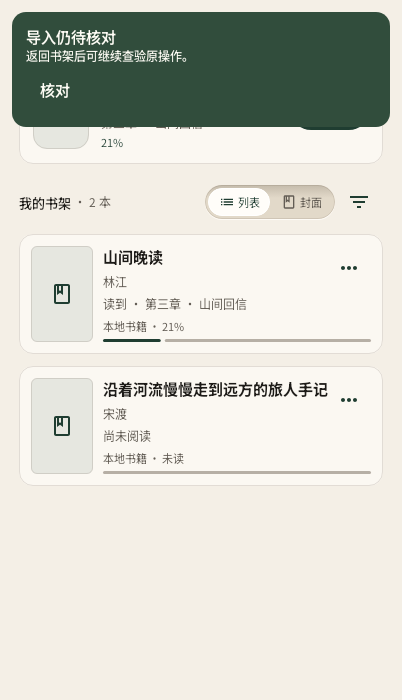 导入仍待核对
返回书架后可继续查验原操作。
核对
21%
我的书架 · 2 本
列表
封面
山间晚读
林江
读到 · 第三章 · 山间回信
本地书籍 · 21%
沿着河流慢慢走到远方的旅人手记
宋渡
尚未阅读
本地书籍 · 未读